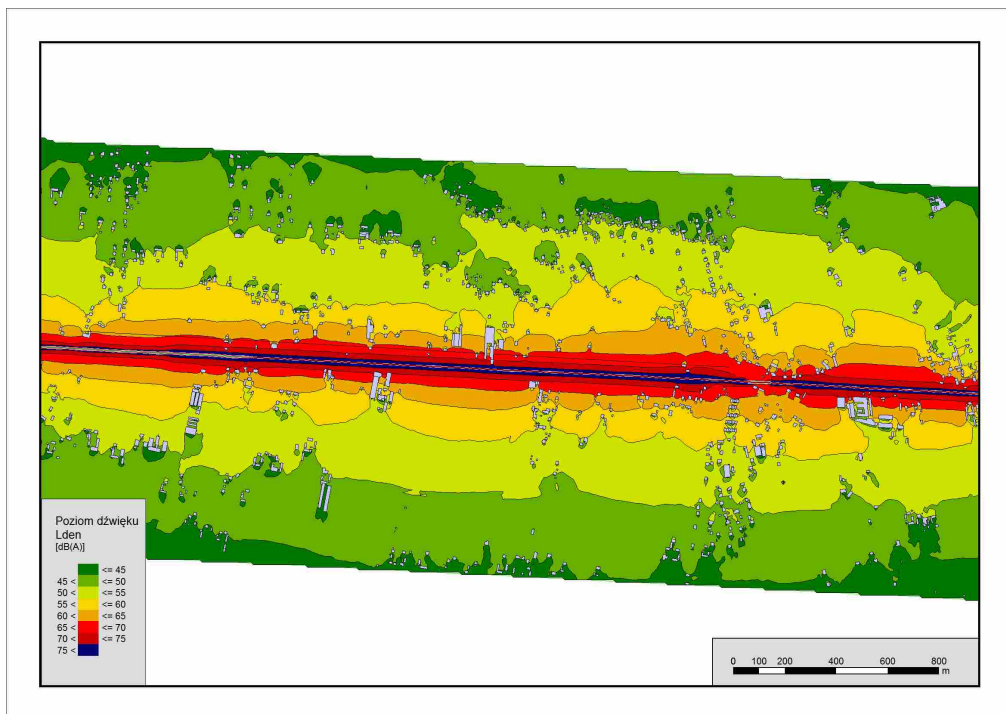 Poziom dźwięku
Lden
[dB(A)]
<= 45
45 < <= 50
50 < <= 55
55 < <= 60
60 < <= 65
65 < <= 70
70 < <= 75
75 <
0 100 200 400 600 800
m